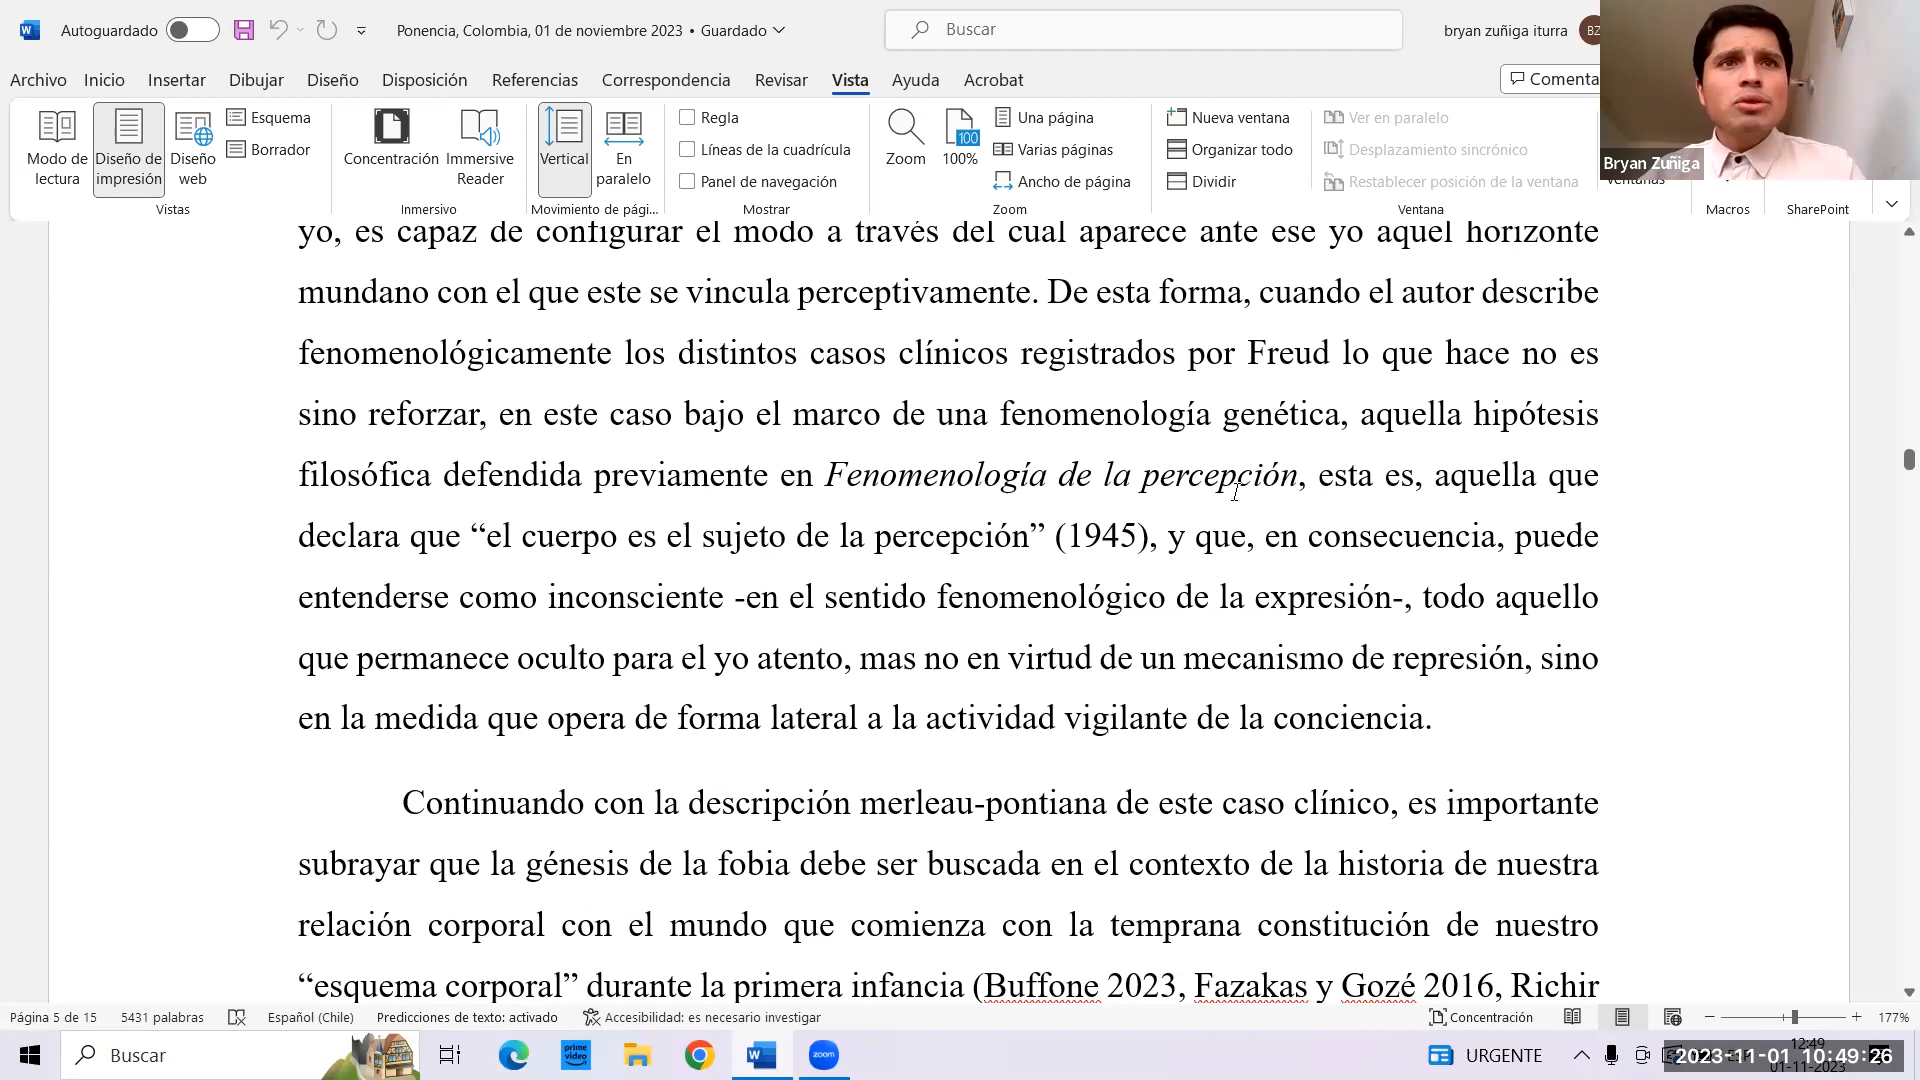 Autoguardado
Ponencia, Colombia, 01 de noviembre 2023 • Guardado
Buscar
bryan zuñiga iturra
BZ
Archivo Inicio Insertar Dibujar Diseño Disposición Referencias Correspondencia Revisar Vista Ayuda Acrobat
Comenta
Modo de lectura
Diseño de impresión
Diseño web
Esquema
Borrador
Vistas
Concentración
Immersive Reader
Inmersivo
Vertical
En paralelo
Movimiento de pági...
Regla
Líneas de la cuadrícula
Panel de navegación
Mostrar
Zoom
100
100%
Una página
Varias páginas
Ancho de página
Zoom
Nueva ventana
Organizar todo
Dividir
Ver en paralelo
Desplazamiento sincrónico
Restablecer posición de la ventana
Ventana
Ventanas
Macros
SharePoint
Bryan Zuñiga
yo, es capaz de configurar el modo a través del cual aparece ante ese yo aquel horizonte
mundano con el que este se vincula perceptivamente. De esta forma, cuando el autor describe
fenomenológicamente los distintos casos clínicos registrados por Freud lo que hace no es
sino reforzar, en este caso bajo el marco de una fenomenología genética, aquella hipótesis
filosófica defendida previamente en Fenomenología de la percepción, esta es, aquella que
declara que “el cuerpo es el sujeto de la percepción” (1945), y que, en consecuencia, puede
entenderse como inconsciente -en el sentido fenomenológico de la expresión-, todo aquello
que permanece oculto para el yo atento, mas no en virtud de un mecanismo de represión, sino
en la medida que opera de forma lateral a la actividad vigilante de la conciencia.
Continuando con la descripción merleau-pontiana de este caso clínico, es importante
subrayar que la génesis de la fobia debe ser buscada en el contexto de la historia de nuestra
relación corporal con el mundo que comienza con la temprana constitución de nuestro
“esquema corporal” durante la primera infancia (Buffone 2023, Fazakas y Gozé 2016, Richir
Página 5 de 15
5431 palabras
Español (Chile)
Predicciones de texto: activado
Accesibilidad: es necesario investigar
Concentración
177%
Buscar
prime video
zoom
URGENTE
12:49
01-11-2023
2023-11-01 10:49:26